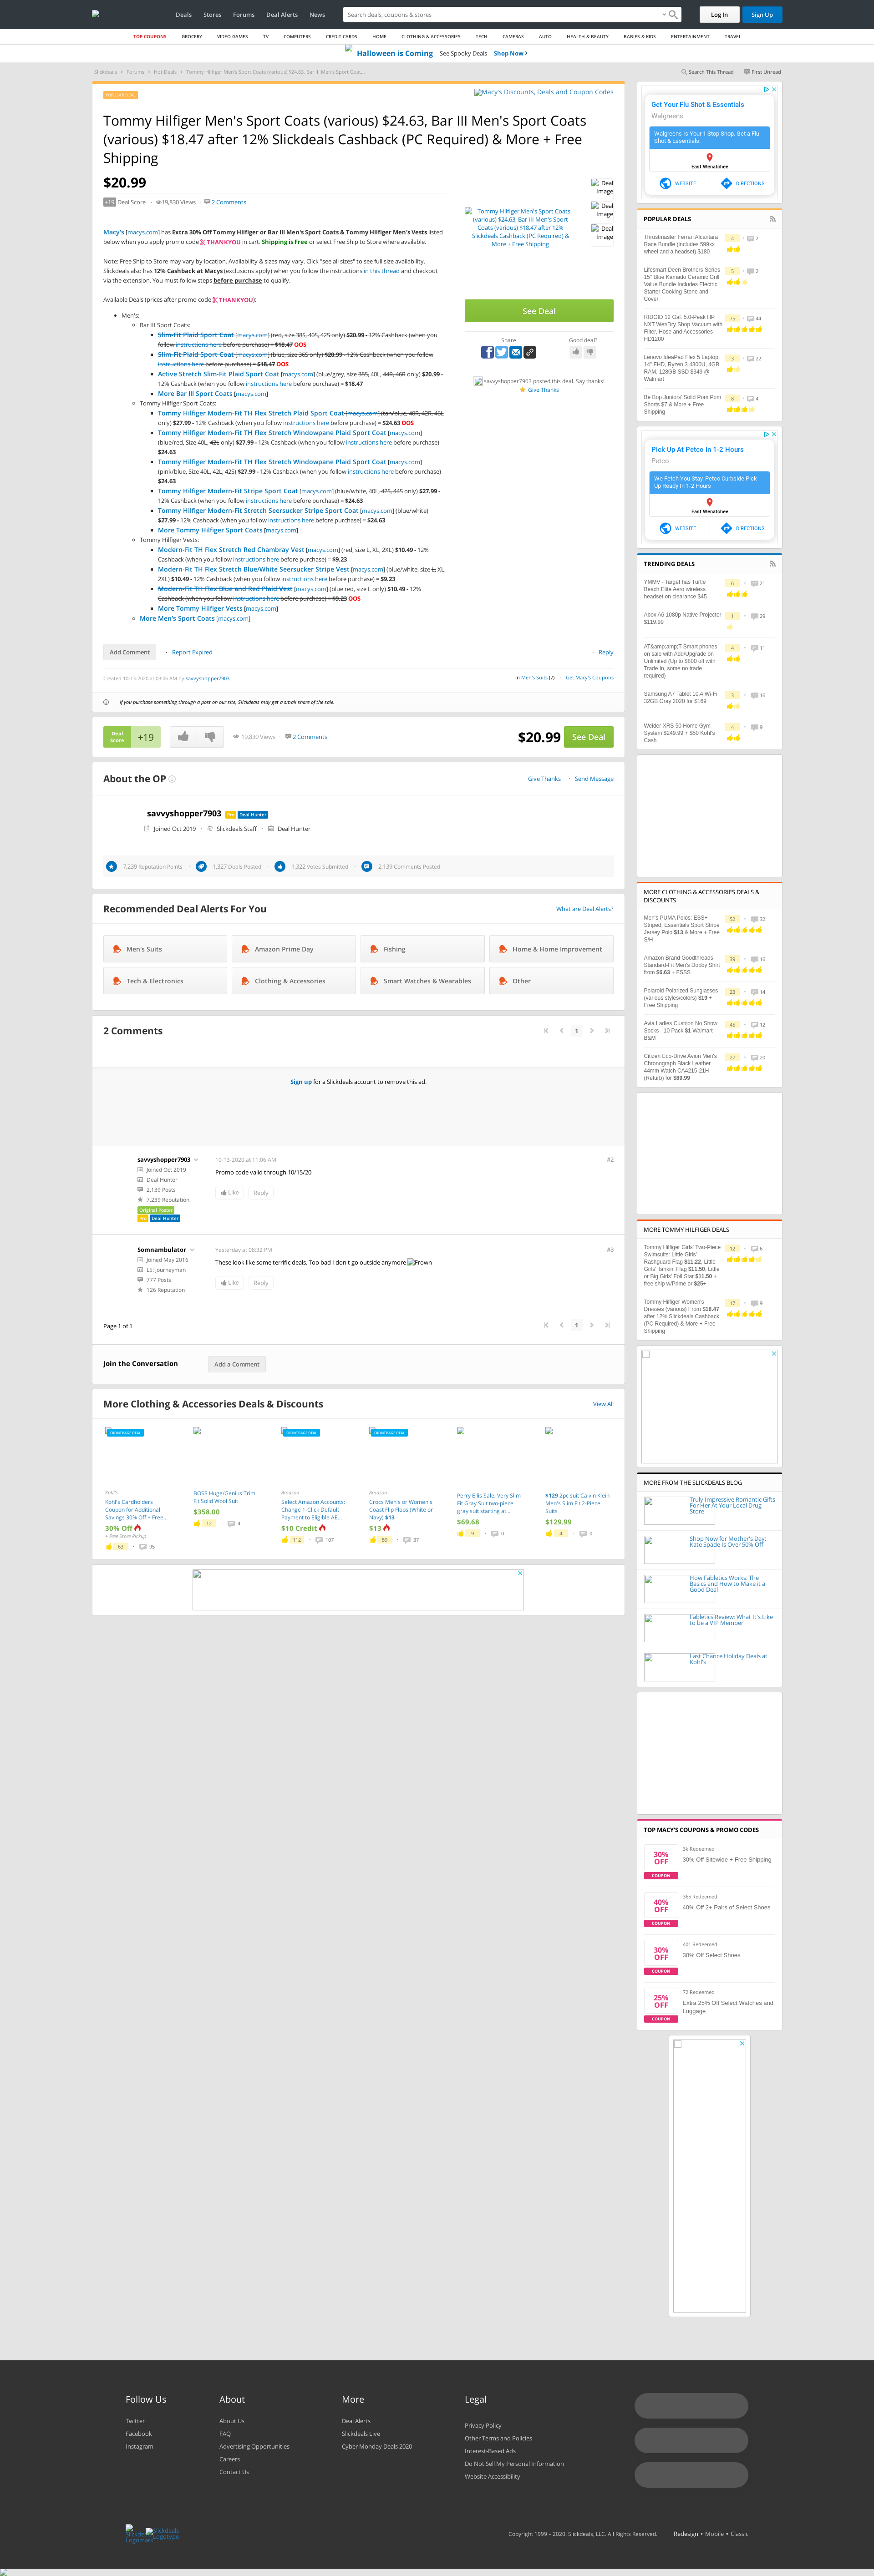 Deals
Stores
Forums
Deal Alerts
News
Search deals, coupons & products
Log In
Sign Up
TOP COUPONS
GROCERY
VIDEO GAMES
TV
COMPUTERS
CREDIT CARDS
HOME
CLOTHING & ACCESSORIES
TECH
CAMERAS
AUTO
HEALTH & BEAUTY
BABIES & KIDS
ENTERTAINMENT
TRAVEL
Halloween is Coming See Spooky Deals Shop Now
Slickdeals > Forums > Hot Deals > Tommy Hilfiger Men's Sport Coats (various) $24.63, Bar III Men's Sport Coat...
Search This Thread
First Unread
POPULAR DEAL
Macy's Discounts, Deals and Coupon Codes
Tommy Hilfiger Men's Sport Coats (various) $24.63, Bar III Men's Sport Coats
(various) $18.47 after 12% Slickdeals Cashback (PC Required) & More + Free
Shipping
$20.99
+19 Deal Score
19,830 Views
2 Comments
Macy's [macys.com] has Extra 30% Off Tommy Hilfiger or Bar III Men's Sport Coats & Tommy Hilfiger Men's Vests listed
below when you apply promo code THANKYOU in cart. Shipping is Free or select Free Ship to Store where available.
Note: Free Ship to Store may vary by location. Availability & sizes may vary. Click "see all sizes" to see full size availability.
Slickdeals also has 12% Cashback at Macys (exclusions apply) when you follow the instructions in this thread and checkout
via the extension. You must follow steps before purchase to qualify.
Available Deals (prices after promo code THANKYOU):
Men's:
Bar III Sport Coats:
Slim-Fit Plaid Sport Coat [macys.com] (red, size 38S, 40S, 42S only) $20.99 - 12% Cashback (when you
follow instructions here before purchase) = $18.47 OOS
Slim-Fit Plaid Sport Coat [macys.com] (blue, size 36S only) $20.99 - 12% Cashback (when you follow
instructions here before purchase) = $18.47 OOS
Active Stretch Slim-Fit Plaid Sport Coat [macys.com] (blue/grey, size 38S, 40L, 44R, 46R only) $20.99 -
12% Cashback (when you follow instructions here before purchase) = $18.47
More Bar III Sport Coats [macys.com]
Tommy Hilfiger Sport Coats:
Tommy Hilfiger Modern-Fit TH Flex Stretch Plaid Sport Coat [macys.com] (tan/blue, 40R, 42R, 46L
only) $27.99 - 12% Cashback (when you follow instructions here before purchase) = $24.63 OOS
Tommy Hilfiger Modern-Fit TH Flex Stretch Windowpane Plaid Sport Coat [macys.com]
(blue/red, Size 40L, 42L only) $27.99 - 12% Cashback (when you follow instructions here before purchase)
$24.63
Tommy Hilfiger Modern-Fit TH Flex Stretch Windowpane Plaid Sport Coat [macys.com]
(pink/blue, Size 40L, 42L, 42S) $27.99 - 12% Cashback (when you follow instructions here before purchase)
$24.63
Tommy Hilfiger Modern-Fit Stripe Sport Coat [macys.com] (blue/white, 40L, 42S, 44S only) $27.99 -
12% Cashback (when you follow instructions here before purchase) = $24.63
Tommy Hilfiger Modern-Fit Stretch Seersucker Stripe Sport Coat [macys.com] (blue/white)
$27.99 - 12% Cashback (when you follow instructions here before purchase) = $24.63
More Tommy Hilfiger Sport Coats [macys.com]
Tommy Hilfiger Vests:
Modern-Fit TH Flex Stretch Red Chambray Vest [macys.com] (red, size L, XL, 2XL) $10.49 - 12%
Cashback (when you follow instructions here before purchase) = $9.23
Modern-Fit TH Flex Stretch Blue/White Seersucker Stripe Vest [macys.com] (blue/white, size L, XL,
2XL) $10.49 - 12% Cashback (when you follow instructions here before purchase) = $9.23
Modern-Fit TH Flex Blue and Red Plaid Vest [macys.com] (blue red, size L only) $10.49 - 12%
Cashback (when you follow instructions here before purchase) = $9.23 OOS
More Tommy Hilfiger Vests [macys.com]
More Men's Sport Coats [macys.com]
Tommy Hilfiger Men's Sport Coats
(various) $24.63, Bar III Men's Sport
Coats (various) $18.47 after 12%
Slickdeals Cashback (PC Required) &
More + Free Shipping
Deal
Image
Deal
Image
Deal
Image
See Deal
Share
Good deal?
savvyshopper7903 posted this deal. Say thanks!
Give Thanks
Add Comment
Report Expired
Reply
Created 10-13-2020 at 03:06 AM by savvyshopper7903
in Men's Suits (?)
Get Macy's Coupons
If you purchase something through a post on our site, Slickdeals may get a small share of the sale.
Deal
Score
+19
19,830 Views
2 Comments
$20.99
See Deal
About the OP
Give Thanks
Send Message
savvyshopper7903 Pro Deal Hunter
Joined Oct 2019
Slickdeals Staff
Deal Hunter
7,239 Reputation Points
1,327 Deals Posted
1,322 Votes Submitted
2,139 Comments Posted
Recommended Deal Alerts For You
What are Deal Alerts?
Men's Suits
Amazon Prime Day
Fishing
Home & Home Improvement
Tech & Electronics
Clothing & Accessories
Smart Watches & Wearables
Other
2 Comments
1
Sign up for a Slickdeals account to remove this ad.
savvyshopper7903
Joined Oct 2019
Deal Hunter
2,139 Posts
7,239 Reputation
Original Poster
Pro Deal Hunter
10-13-2020 at 11:06 AM
#2
Promo code valid through 10/15/20
Like
Reply
Somnambulator
Joined May 2016
L5: Journeyman
777 Posts
126 Reputation
Yesterday at 08:32 PM
#3
These look like some terrific deals. Too bad I don't go outside anymore Frown
Like
Reply
Page 1 of 1
1
Join the Conversation
Add a Comment
More Clothing & Accessories Deals & Discounts
View All
FRONTPAGE DEAL
Kohl's
Kohl's Cardholders
Coupon for Additional
Savings 30% Off + Free...
30% Off
+ Free Store Pickup
63
95
BOSS Huge/Genius Trim
Fit Solid Wool Suit
$358.00
12
4
FRONTPAGE DEAL
Amazon
Select Amazon Accounts:
Change 1-Click Default
Payment to Eligible AE...
$10 Credit
112
107
FRONTPAGE DEAL
Amazon
Crocs Men's or Women's
Coast Flip Flops (White or
Navy) $13
$13
56
37
Perry Ellis Sale, Very Slim
Fit Gray Suit two-piece
gray suit starting at...
$69.68
9
0
$129 2pc suit Calvin Klein
Men's Slim Fit 2-Piece
Suits
$129.99
4
0
Get Your Flu Shot & Essentials
Walgreens
Walgreens is Your 1 Stop Shop. Get a Flu
Shot & Essentials.
East Wenatchee
WEBSITE
DIRECTIONS
POPULAR DEALS
Thrustmaster Ferrari Alcantara
Race Bundle (includes 599xx
wheel and a headset) $180
4
2
Lifesmart Deen Brothers Series
15" Blue Kamado Ceramic Grill
Value Bundle Includes Electric
Starter Cooking Stone and
Cover
5
2
RIDGID 12 Gal. 5.0-Peak HP
NXT Wet/Dry Shop Vacuum with
Filter, Hose and Accessories-
HD1200
75
44
Lenovo IdeaPad Flex 5 Laptop,
14" FHD, Ryzen 3 4300U, 4GB
RAM, 128GB SSD $349 @
Walmart
3
22
Be Bop Juniors' Solid Pom Pom
Shorts $7 & More + Free
Shipping
8
4
Pick Up At Petco In 1-2 Hours
Petco
We Fetch You Stay. Petco Curbside Pick
Up Ready In 1-2 Hours
East Wenatchee
WEBSITE
DIRECTIONS
TRENDING DEALS
YMMV - Target has Turtle
Beach Elite Aero wireless
headset on clearance $45
6
21
Abox A6 1080p Native Projector
$119.99
1
29
AT&amp;amp;T Smart phones
on sale with Add/Upgrade on
Unlimited (Up to $800 off with
Trade In, some no trade
required)
4
11
Samsung A7 Tablet 10.4 Wi-Fi
32GB Gray 2020 for $169
3
16
Weider XRS 50 Home Gym
System $249.99 + $50 Kohl's
Cash
4
9
MORE CLOTHING & ACCESSORIES DEALS &
DISCOUNTS
Men's PUMA Polos: ESS+
Striped, Essentials Sport Stripe
Jersey Polo $13 & More + Free
S/H
52
32
Amazon Brand Goodthreads
Standard-Fit Men's Dobby Shirt
from $6.63 + FSSS
39
16
Polaroid Polarized Sunglasses
(various styles/colors) $19 +
Free Shipping
23
14
Avia Ladies Cushion No Show
Socks - 10 Pack $1 Walmart
B&M
45
12
Citizen Eco-Drive Avion Men's
Chronograph Black Leather
44mm Watch CA4215-21H
(Refurb) for $89.99
27
20
MORE TOMMY HILFIGER DEALS
Tommy Hilfiger Girls' Two-Piece
Swimsuits: Little Girls'
Rashguard Flag $11.22, Little
Girls' Tankini Flag $11.50, Little
or Big Girls' Foil Star $11.50 +
free ship w/Prime or $25+
12
6
Tommy Hilfiger Women's
Dresses (various) From $18.47
after 12% Slickdeals Cashback
(PC Required) & More + Free
Shipping
17
9
MORE FROM THE SLICKDEALS BLOG
Truly Impressive Romantic Gifts
For Her At Your Local Drug
Store
Shop Now for Mother's Day:
Kate Spade Is Over 50% Off
How Fabletics Works: The
Basics and How to Make it a
Good Deal
Fabletics Review: What It's Like
to be a VIP Member
Last Chance Holiday Deals at
Kohl's
TOP MACY'S COUPONS & PROMO CODES
30%
OFF
COUPON
3k Redeemed
30% Off Sitewide + Free Shipping
40%
OFF
COUPON
365 Redeemed
40% Off 2+ Pairs of Select Shoes
30%
OFF
COUPON
401 Redeemed
30% Off Select Shoes
25%
OFF
COUPON
72 Redeemed
Extra 25% Off Select Watches and
Luggage
Follow Us
Twitter
Facebook
Instagram
About
About Us
FAQ
Advertising Opportunities
Careers
Contact Us
More
Deal Alerts
Slickdeals Live
Cyber Monday Deals 2020
Legal
Privacy Policy
Other Terms and Policies
Interest-Based Ads
Do Not Sell My Personal Information
Website Accessibility
Slickdeals
Logomark
Slickdeals
Logotype
Copyright 1999 – 2020. Slickdeals, LLC. All Rights Reserved.
Redesign • Mobile • Classic